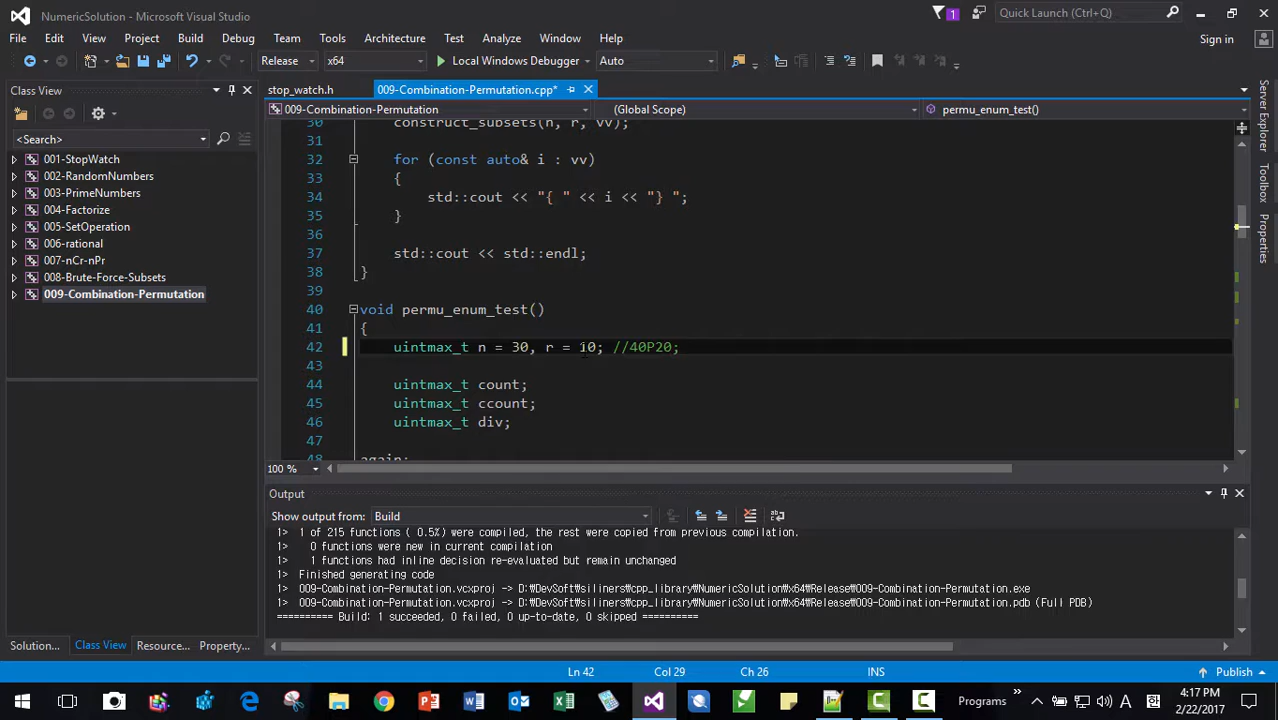 NumericSolution - Microsoft Visual Studio
1
Quick Launch (Ctrl+Q)
File Edit View Project Build Debug Team Tools Architecture Test Analyze Window Help
Sign in
Release x64 Local Windows Debugger Auto
Class View
stop_watch.h 009-Combination-Permutation.cpp*
009-Combination-Permutation (Global Scope) permu_enum_test()
<Search>
001-StopWatch
002-RandomNumbers
003-PrimeNumbers
004-Factorize
005-SetOperation
006-rational
007-nCr-nPr
008-Brute-Force-Subsets
009-Combination-Permutation
30 construct_subsets(n, r, vv);
31
32 for (const auto& i : vv)
33 {
34 std::cout << "{ " << i << "} ";
35 }
36
37 std::cout << std::endl;
38 }
39
40 void permu_enum_test()
41 {
42 uintmax_t n = 30, r = 10; //40P20;
43
44 uintmax_t count;
45 uintmax_t ccount;
46 uintmax_t div;
47
48 again:
100 %
Server Explorer
Toolbox
Properties
Output
Show output from: Build
1> 1 of 215 functions ( 0.5%) were compiled, the rest were copied from previous compilation.
1> 0 functions were new in current compilation
1> 1 functions had inline decision re-evaluated but remain unchanged
1> Finished generating code
1> 009-Combination-Permutation.vcxproj -> D:₩DevSoft₩siliners₩cpp_library₩NumericSolution₩x64₩Release₩009-Combination-Permutation.exe
1> 009-Combination-Permutation.vcxproj -> D:₩DevSoft₩siliners₩cpp_library₩NumericSolution₩x64₩Release₩009-Combination-Permutation.pdb (Full PDB)
========== Build: 1 succeeded, 0 failed, 0 up-to-date, 0 skipped ==========
Solution... Class View Resource... Property...
Ln 42 Col 29 Ch 26 INS Publish
Programs A 4:17 PM
2/22/2017